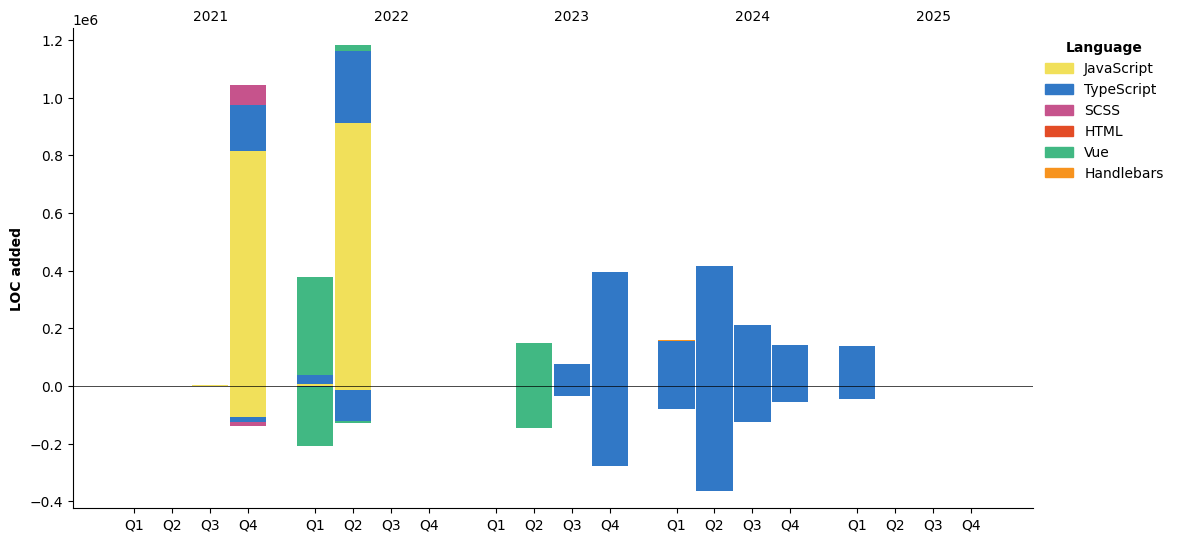 1e6
2021 2022 2023 2024 2025
Language
JavaScript
TypeScript
SCSS
HTML
Vue
Handlebars
LOC added
1.2
1.0
0.8
0.6
0.4
0.2
0.0
−0.2
−0.4
Q1 Q2 Q3 Q4 Q1 Q2 Q3 Q4 Q1 Q2 Q3 Q4 Q1 Q2 Q3 Q4 Q1 Q2 Q3 Q4